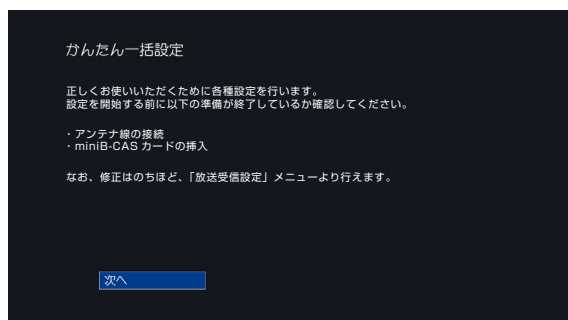 かんたん一括設定
正しくお使いいただくために各種設定を行います。
設定を開始する前に以下の準備が終了しているか確認してください。
・アンテナ線の接続
・miniB-CAS カードの挿入
なお、修正はのちほど、「放送受信設定」メニューより行えます。
次へ